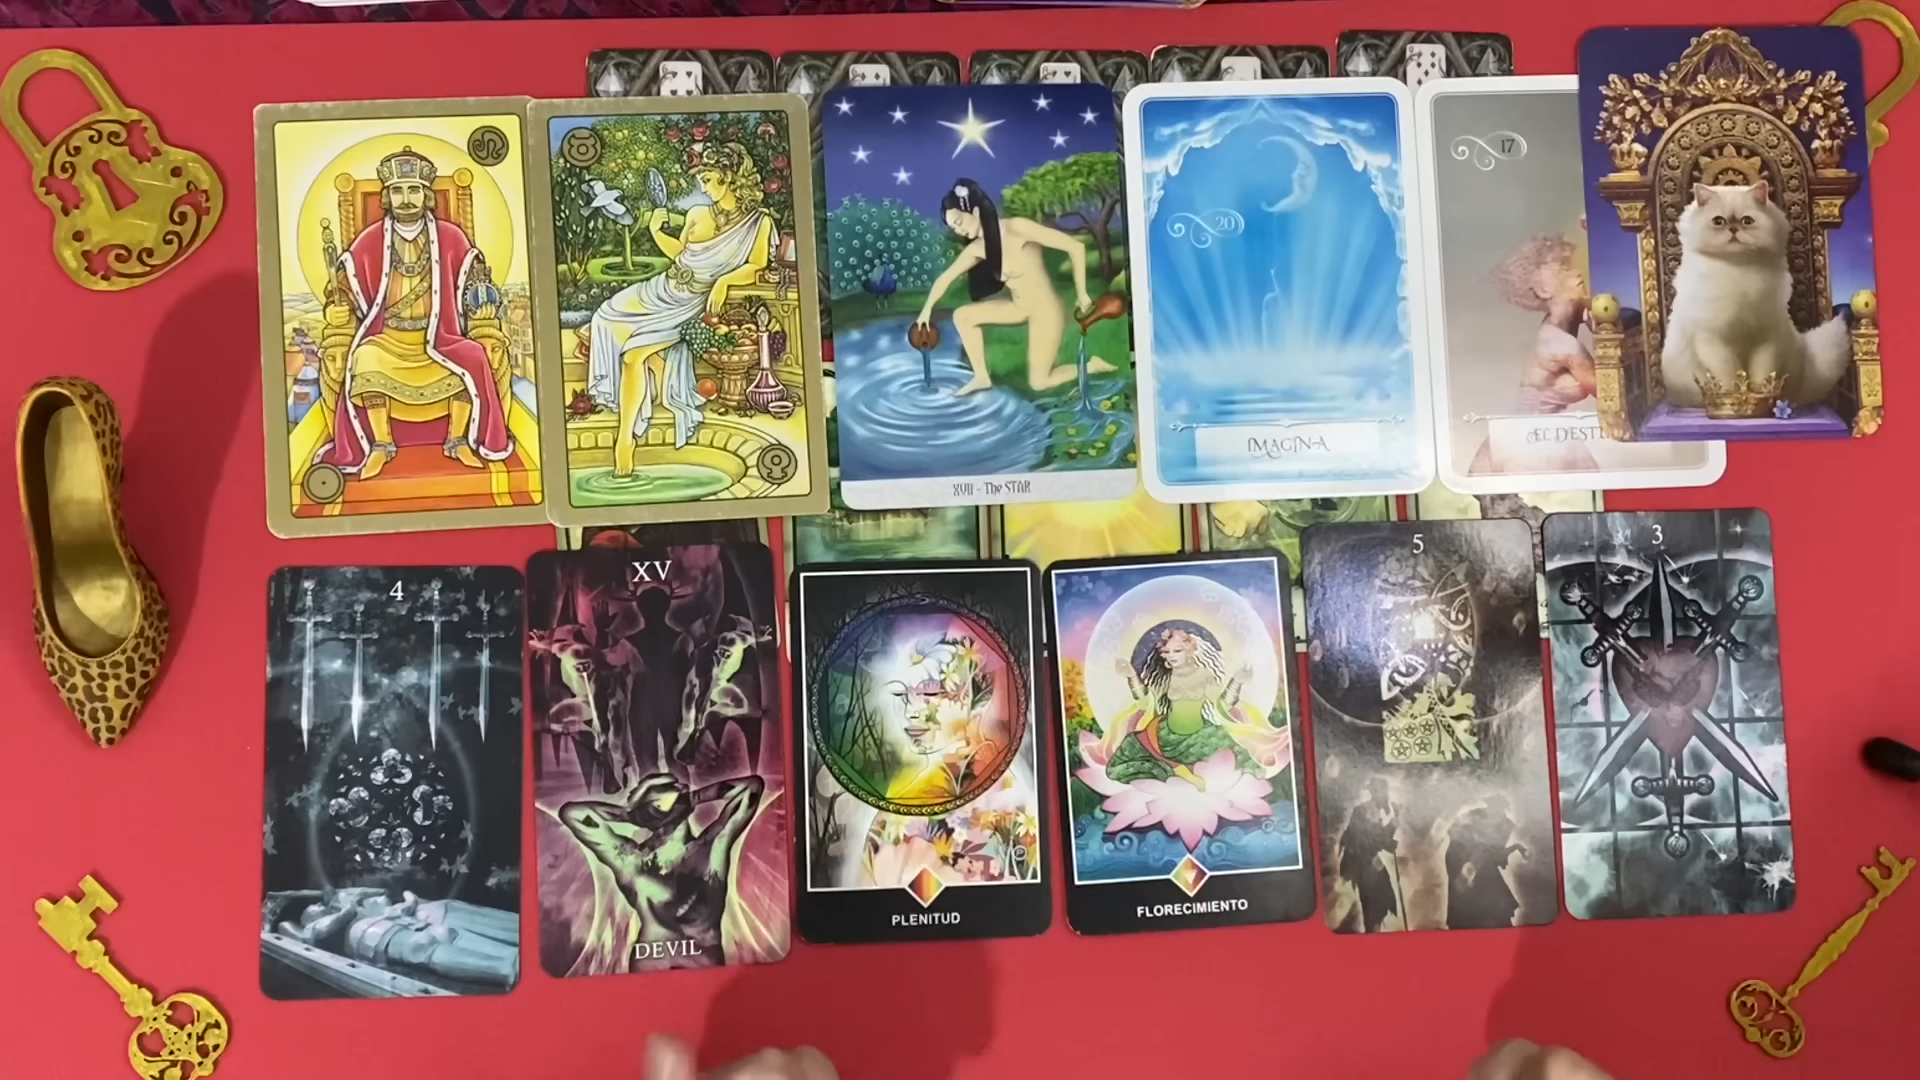 20
17
IMAGINA
EL DESTI
XVII - The STAR
4
XV
5
3
DEVIL
PLENITUD
FLORECIMIENTO